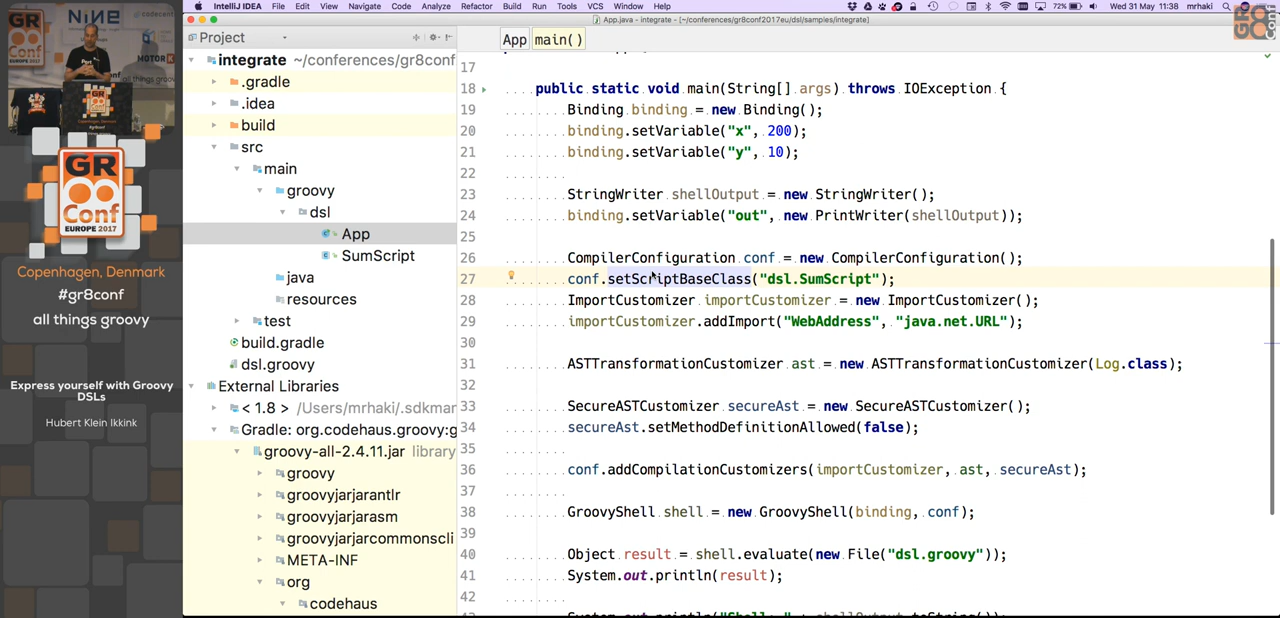 IntelliJ IDEA File Edit View Navigate Code Analyze Refactor Build Run Tools VCS Window Help 72% Wed 31 May 11:38 mrhaki
App.java - integrate - [~/conferences/gr8conf2017eu/dsl/samples/integrate]
Project
App main()
integrate ~/conferences/gr8conf
.gradle
.idea
build
src
main
groovy
dsl
App
SumScript
java
resources
test
build.gradle
dsl.groovy
External Libraries
< 1.8 > /Users/mrhaki/.sdkmar
Gradle: org.codehaus.groovy:g
groovy-all-2.4.11.jar library
groovy
groovyjarjarantlr
groovyjarjarasm
groovyjarjarcommonscli
META-INF
org
codehaus
17
18 public static void main(String[] args) throws IOException {
19 Binding binding = new Binding();
20 binding.setVariable("x", 200);
21 binding.setVariable("y", 10);
22
23 StringWriter shellOutput = new StringWriter();
24 binding.setVariable("out", new PrintWriter(shellOutput));
25
26 CompilerConfiguration conf = new CompilerConfiguration();
27 conf.setScriptBaseClass("dsl.SumScript");
28 ImportCustomizer importCustomizer = new ImportCustomizer();
29 importCustomizer.addImport("WebAddress", "java.net.URL");
30
31 ASTTransformationCustomizer ast = new ASTTransformationCustomizer(Log.class);
32
33 SecureASTCustomizer secureAst = new SecureASTCustomizer();
34 secureAst.setMethodDefinitionAllowed(false);
35
36 conf.addCompilationCustomizers(importCustomizer, ast, secureAst);
37
38 GroovyShell shell = new GroovyShell(binding, conf);
39
40 Object result = shell.evaluate(new File("dsl.groovy"));
41 System.out.println(result);
42
GR
Conf
EUROPE 2017
NINE
Copenhagen, Denmark
#gr8conf
all things groovy
Express yourself with Groovy
DSLs
Hubert Klein Ikkink
GR
Conf